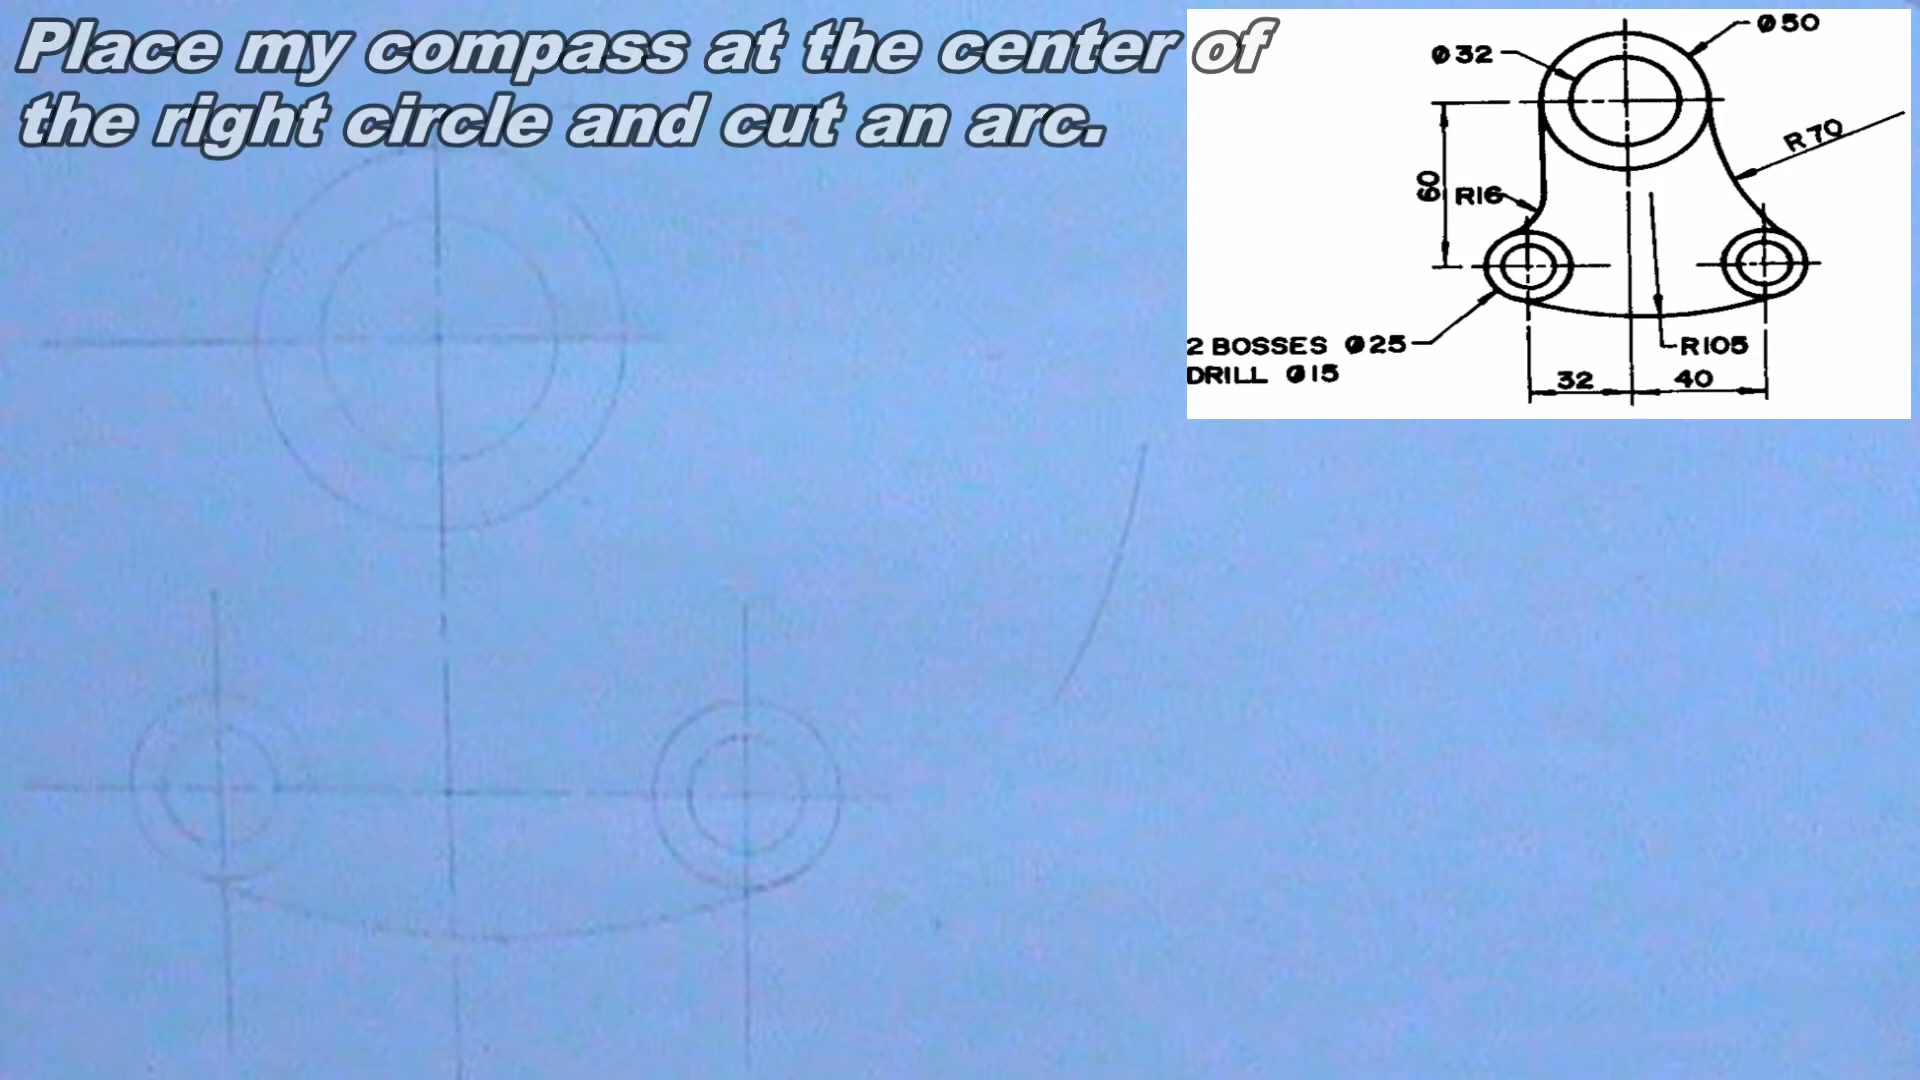 Place my compass at the center of
the right circle and cut an arc.
Ø50
Ø32
R70
60
R16
2 BOSSES Ø25
DRILL Ø15
R105
32
40